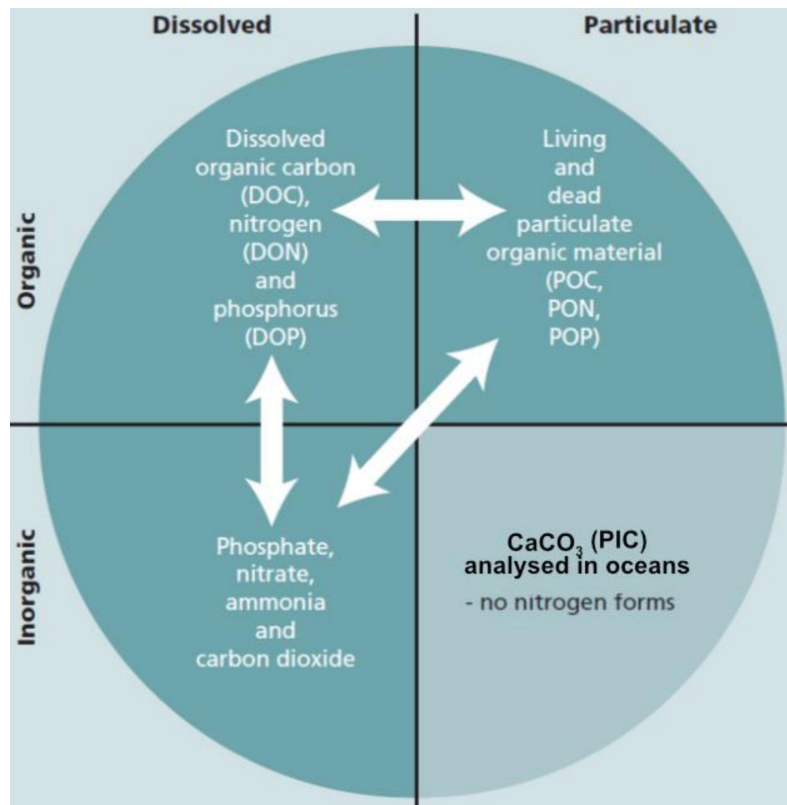 Dissolved
Particulate
Organic
Dissolved
organic carbon
(DOC),
nitrogen
(DON)
and
phosphorus
(DOP)
Living
and
dead
particulate
organic material
(POC,
PON,
POP)
Inorganic
Phosphate,
nitrate,
ammonia
and
carbon dioxide
CaCO₃ (PIC)
analysed in oceans
- no nitrogen forms